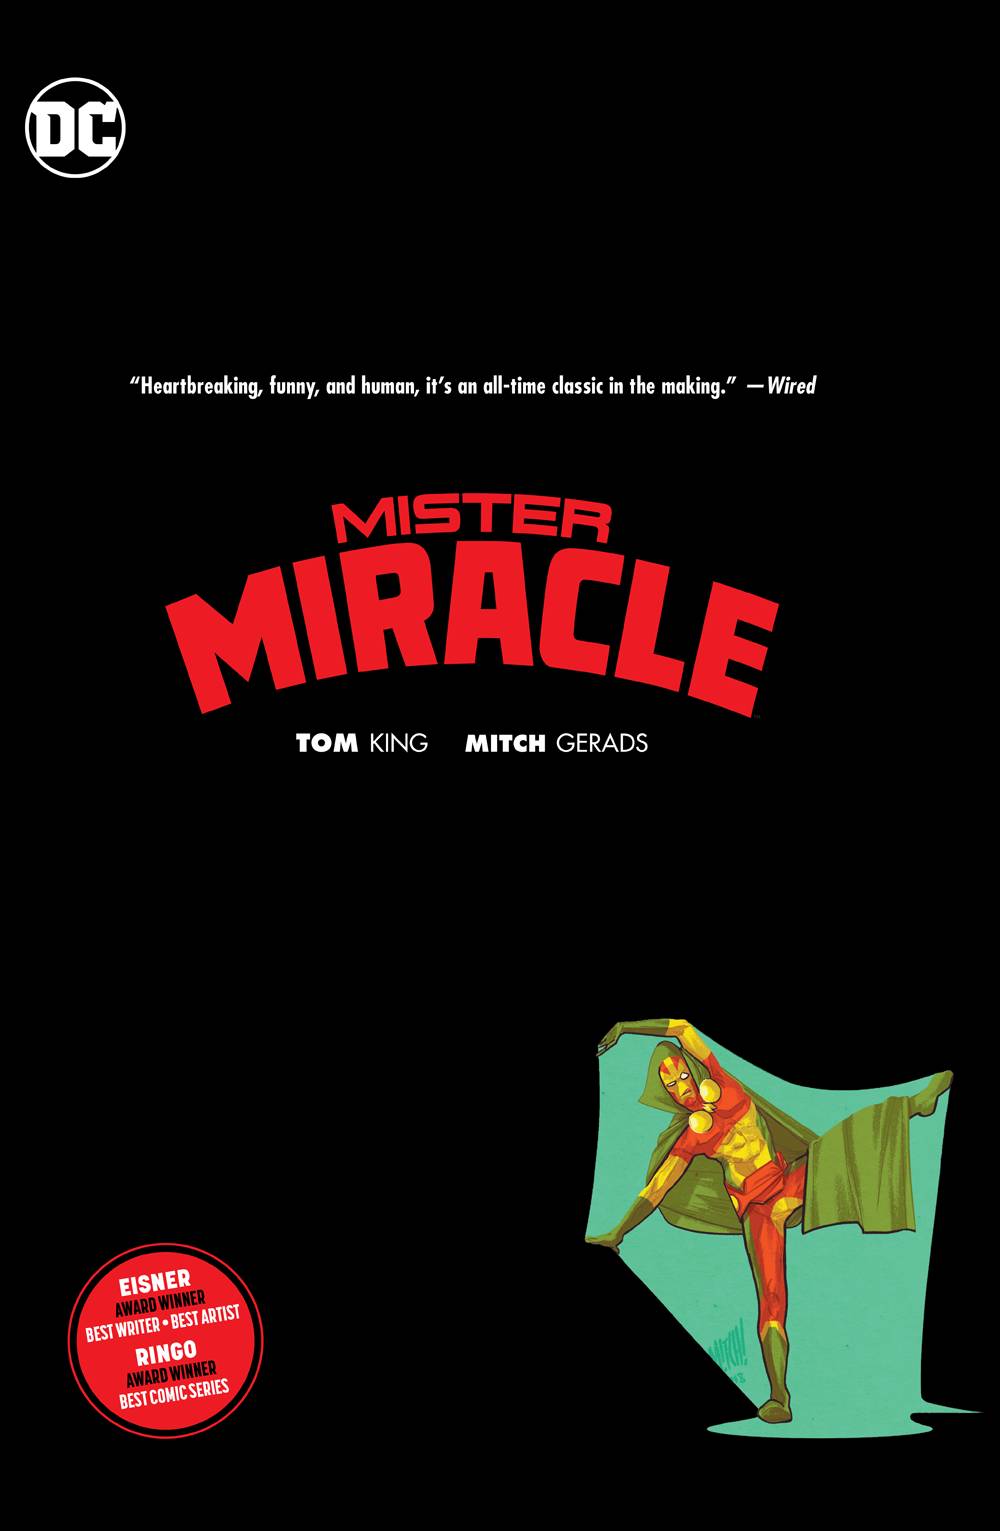 DC
“Heartbreaking, funny, and human, it’s an all-time classic in the making.” —Wired
MISTER
MIRACLE
TOM KING MITCH GERADS
EISNER
AWARD WINNER
BEST WRITER • BEST ARTIST
RINGO
AWARD WINNER
BEST COMIC SERIES
MITCH!